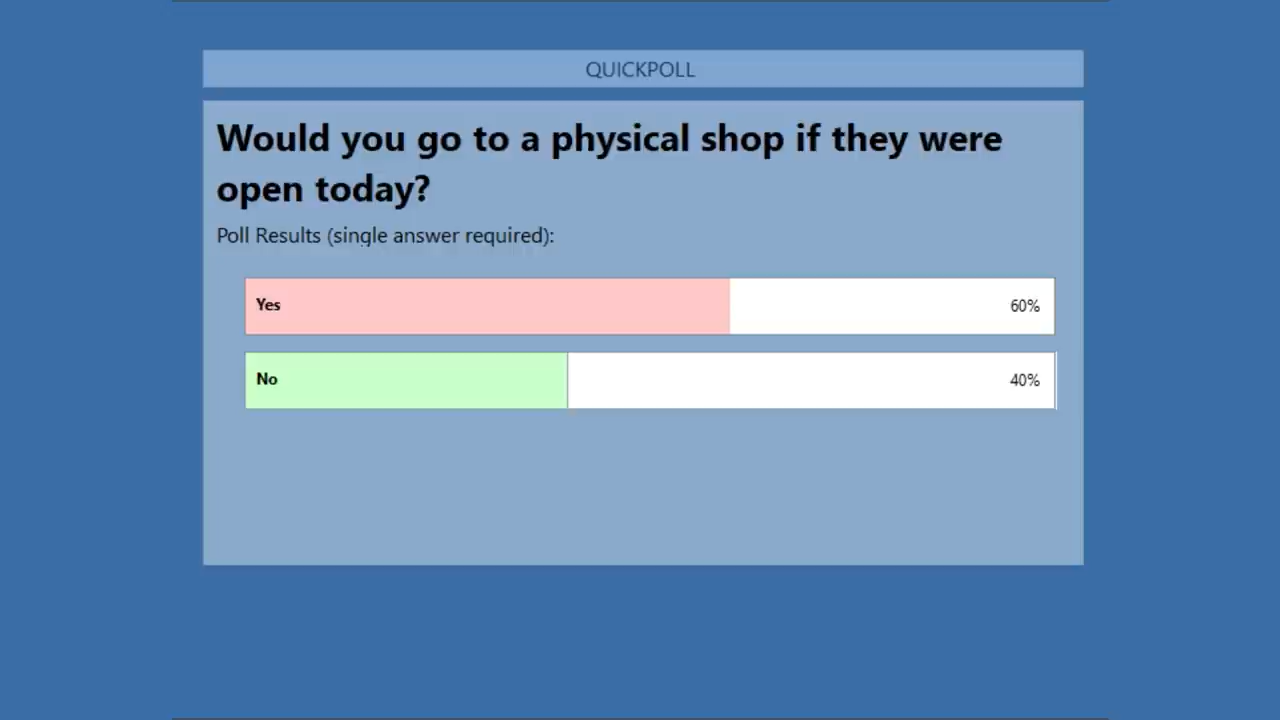 QUICKPOLL
Would you go to a physical shop if they were
open today?
Poll Results (single answer required):
Yes 60%
No 40%